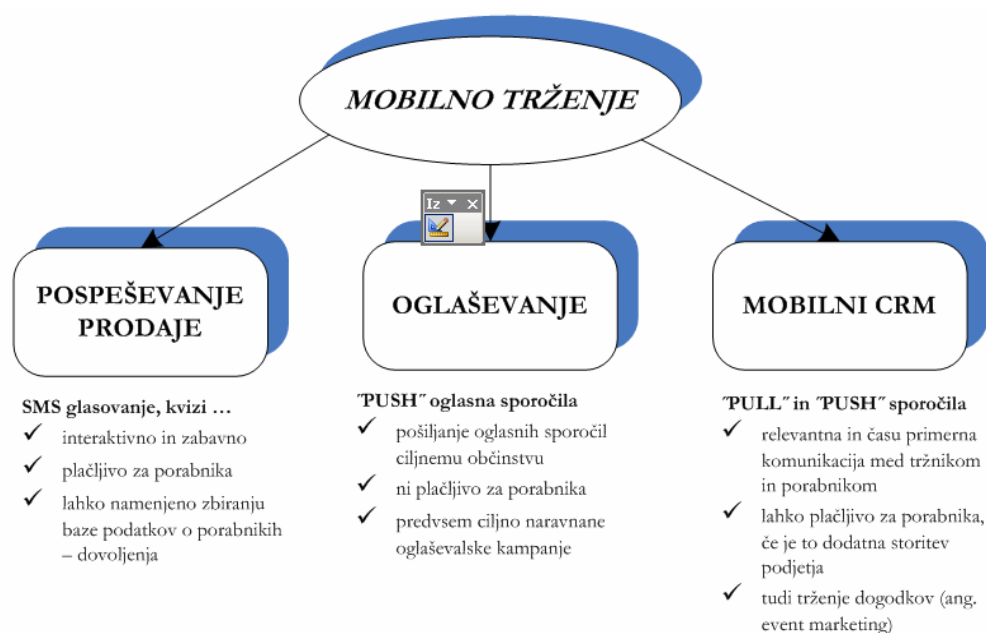 MOBILNO TRŽENJE
Iz
POSPEŠEVANJE
PRODAJE
SMS glasovanje, kvizi …
✓ interaktivno in zabavno
✓ plačljivo za porabnika
✓ lahko namenjeno zbiranju
baze podatkov o porabnikih
– dovoljenja
OGLAŠEVANJE
˝PUSH˝ oglasna sporočila
✓ pošiljanje oglasnih sporočil
ciljnemu občinstvu
✓ ni plačljivo za porabnika
✓ predvsem ciljno naravnane
oglaševalske kampanje
MOBILNI CRM
˝PULL˝ in ˝PUSH˝ sporočila
✓ relevantna in času primerna
komunikacija med tržnikom
in porabnikom
✓ lahko plačljivo za porabnika,
če je to dodatna storitev
podjetja
✓ tudi trženje dogodkov (ang.
event marketing)